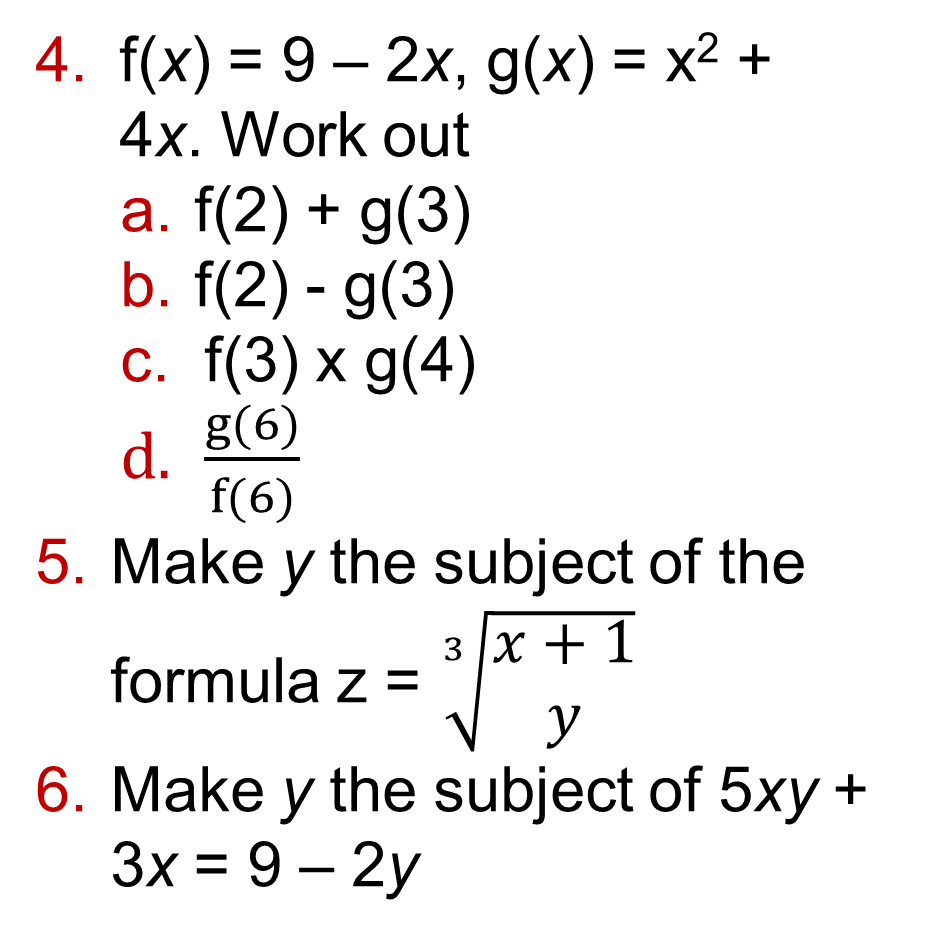 4. f(x) = 9 – 2x, g(x) = x² +
4x. Work out
a. f(2) + g(3)
b. f(2) - g(3)
c. f(3) x g(4)
d. g(6)
f(6)
5. Make y the subject of the
formula z = ∛
x + 1
y
6. Make y the subject of 5xy +
3x = 9 – 2y